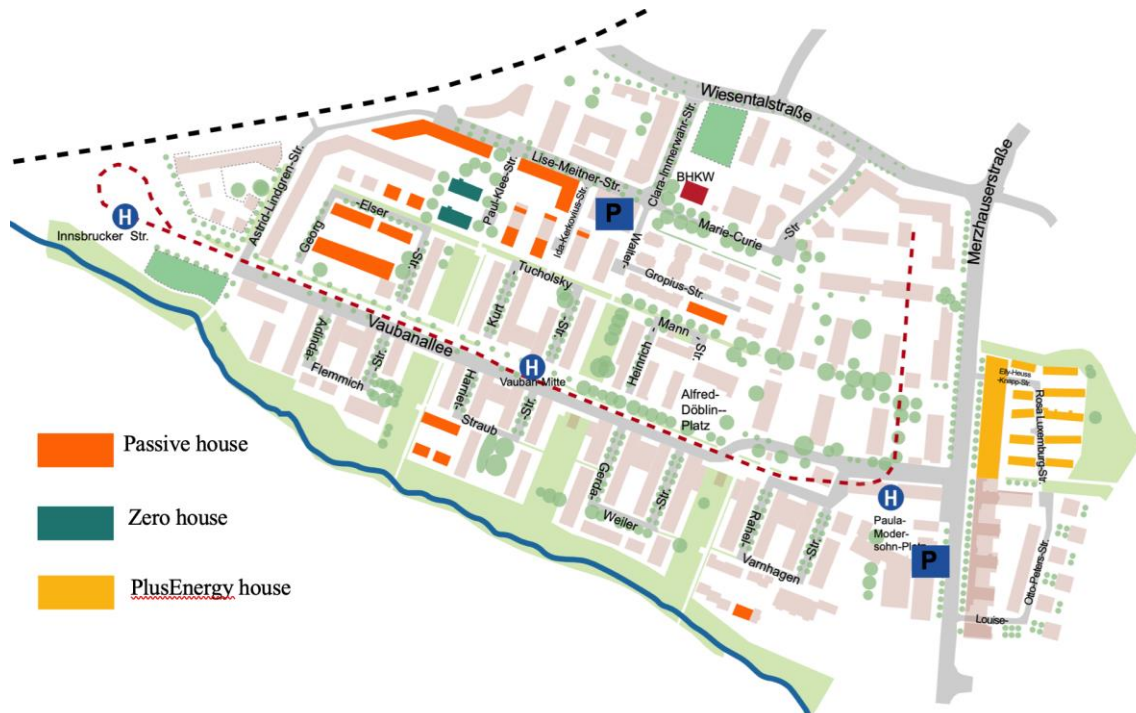 Wiesentalstraße
Merzhauserstraße
Clara-Immerwahr-Str.
BHKW
Lise-Meitner-Str.
P
Marie-Curie
-Str
Paul-Klee-Str.
Ida-Kerkovius-Str.
Walter-
Gropius-Str.
Astrid-Lindgren-Str.
H
Innsbrucker Str.
Georg
-Elser
-Str.
Kurt
-
Tucholsky
-Str.
Heinrich
-
Mann
-Str.
Vaubanallee
H
Vauban-Mitte
Alfred-
Döblin--
Platz
Adinda-
Flemmich
-Str.
Harriet-
Straub
-Str.
Gerda-
Weiler
-Str.
Rahel-
Varnhagen
-Str.
H
Paula-
Moder-
sohn-Platz
P
Elly-Heuss
-Knapp-Str.
Rosa Luxemburg-Str.
Otto-Peters-Str.
Louise-
Passive house
Zero house
PlusEnergy house